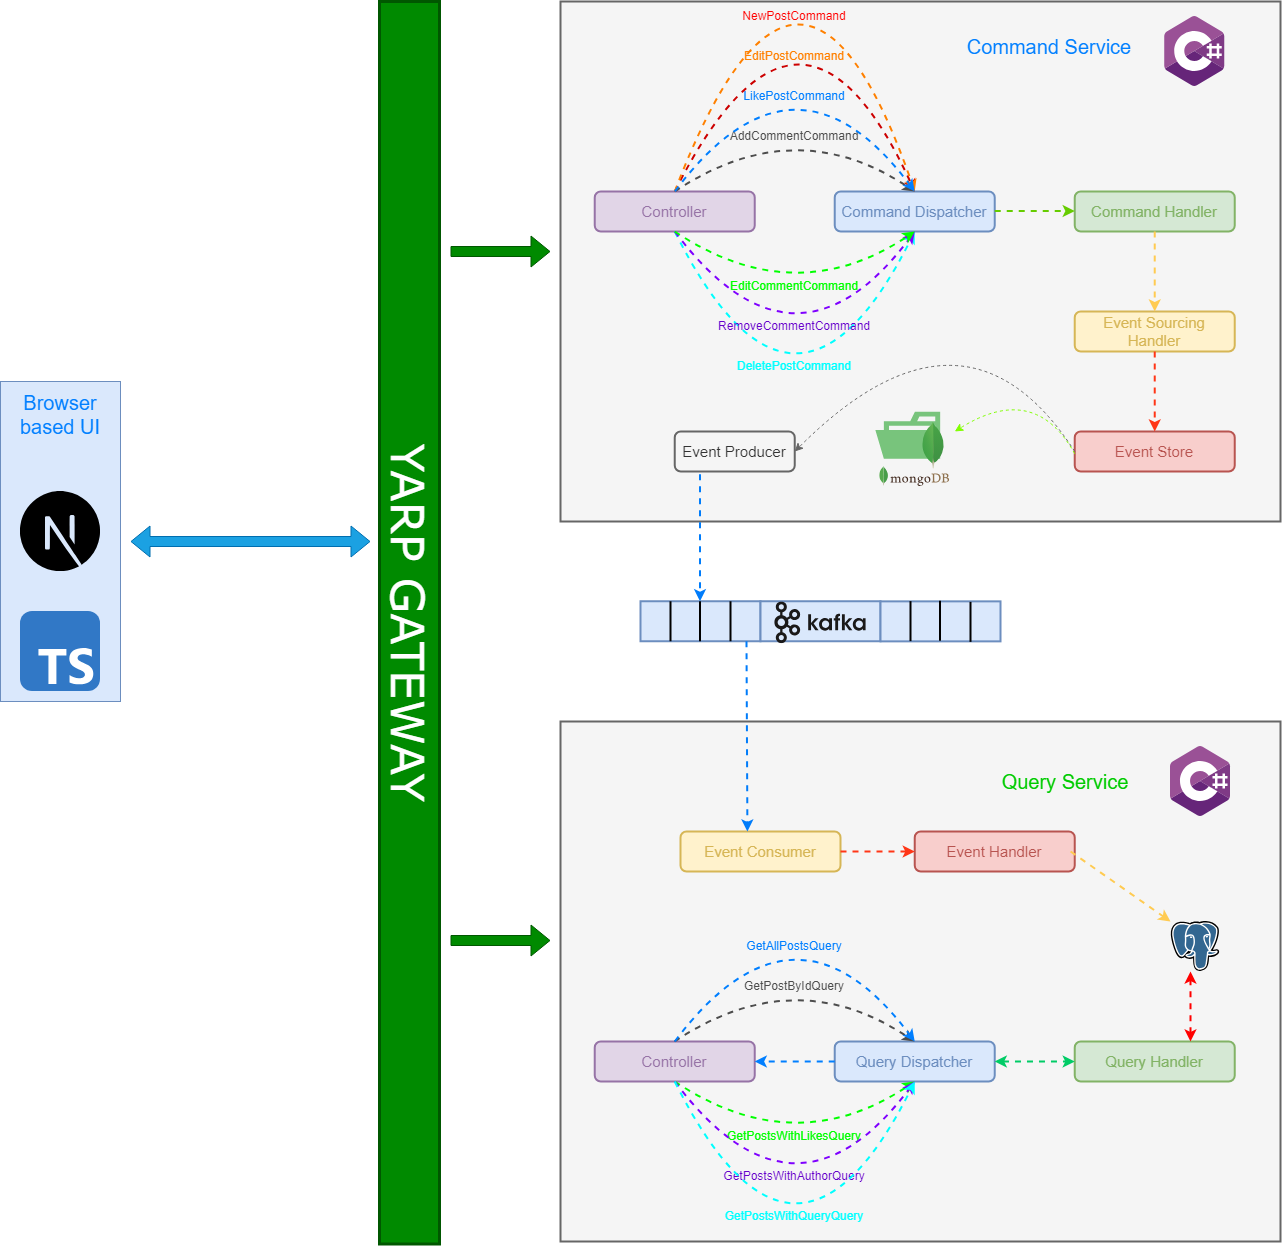 Browser
based UI
N
TS
YARP GATEWAY
Command Service
C#
NewPostCommand
EditPostCommand
LikePostCommand
AddCommentCommand
Controller
Command Dispatcher
Command Handler
EditCommentCommand
RemoveCommentCommand
DeletePostCommand
Event Sourcing
Handler
Event Producer
mongoDB
Event Store
kafka
Query Service
C#
Event Consumer
Event Handler
GetAllPostsQuery
GetPostByIdQuery
Controller
Query Dispatcher
Query Handler
GetPostsWithLikesQuery
GetPostsWithAuthorQuery
GetPostsWithQueryQuery